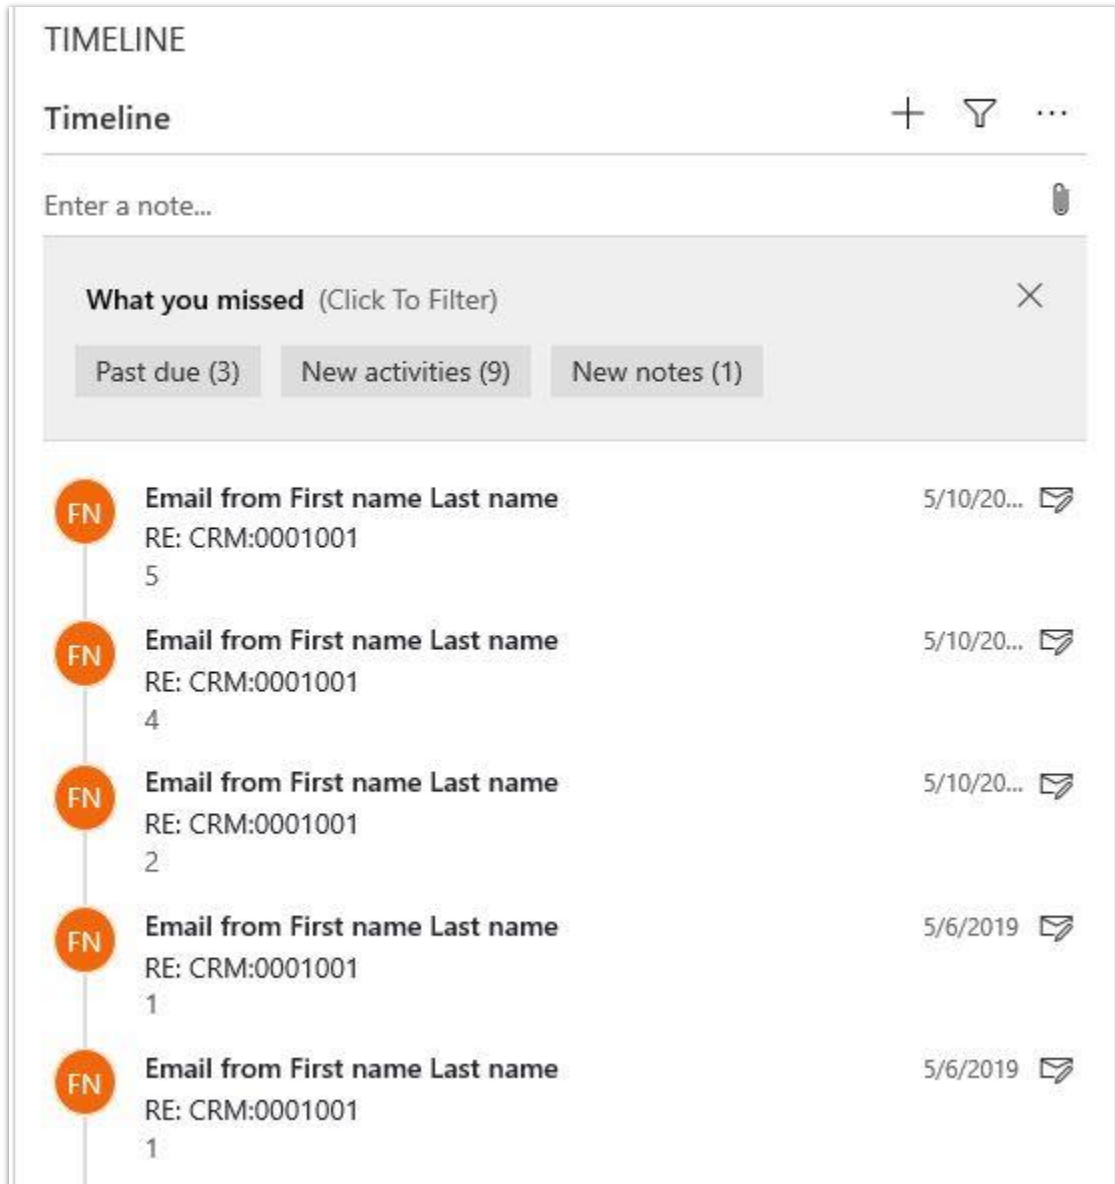 TIMELINE
Timeline
Enter a note...
What you missed (Click To Filter)
Past due (3) New activities (9) New notes (1)
FN Email from First name Last name 5/10/20...
RE: CRM:0001001
5
FN Email from First name Last name 5/10/20...
RE: CRM:0001001
4
FN Email from First name Last name 5/10/20...
RE: CRM:0001001
2
FN Email from First name Last name 5/6/2019
RE: CRM:0001001
1
FN Email from First name Last name 5/6/2019
RE: CRM:0001001
1